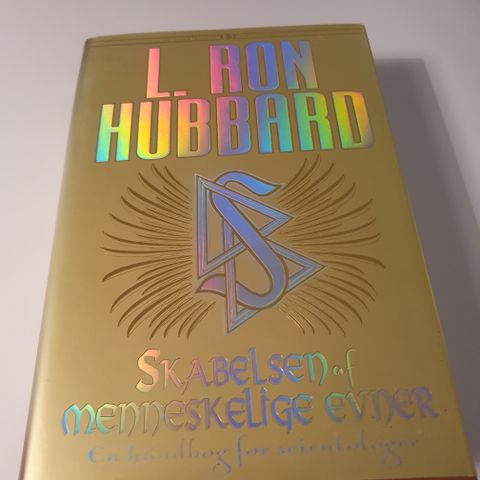 L. RON
HUBBARD
SKABELSEN af
MENNESKELIGE EVNER
En håndbog for scientologer